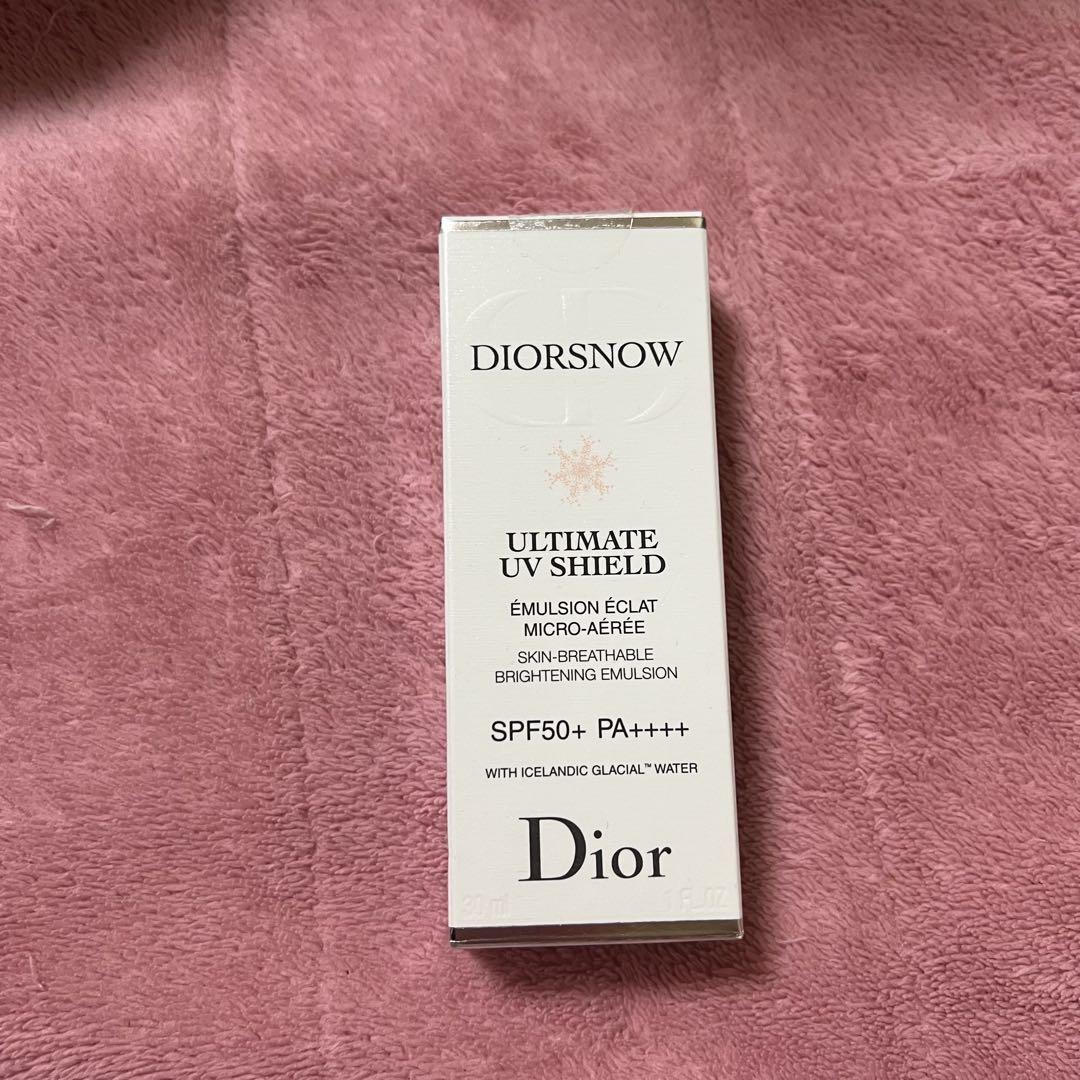 DIORSNOW
ULTIMATE
UV SHIELD
ÉMULSION ÉCLAT
MICRO-AÉRÉE
SKIN-BREATHABLE
BRIGHTENING EMULSION
SPF50+ PA++++
WITH ICELANDIC GLACIAL™ WATER
Dior
30 ml 1 FL.OZ